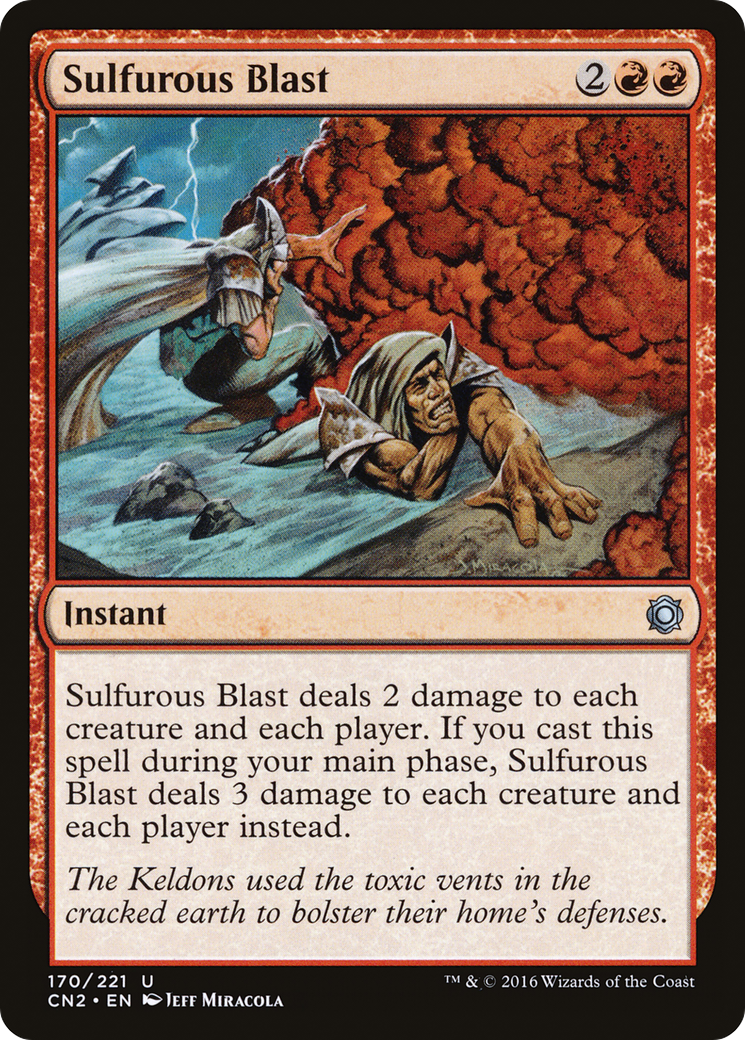 Sulfurous Blast 2
J. MIRACOLA
Instant
Sulfurous Blast deals 2 damage to each
creature and each player. If you cast this
spell during your main phase, Sulfurous
Blast deals 3 damage to each creature and
each player instead.
The Keldons used the toxic vents in the
cracked earth to bolster their home's defenses.
170/221 U
CN2 • EN Jeff Miracola
™ & © 2016 Wizards of the Coast